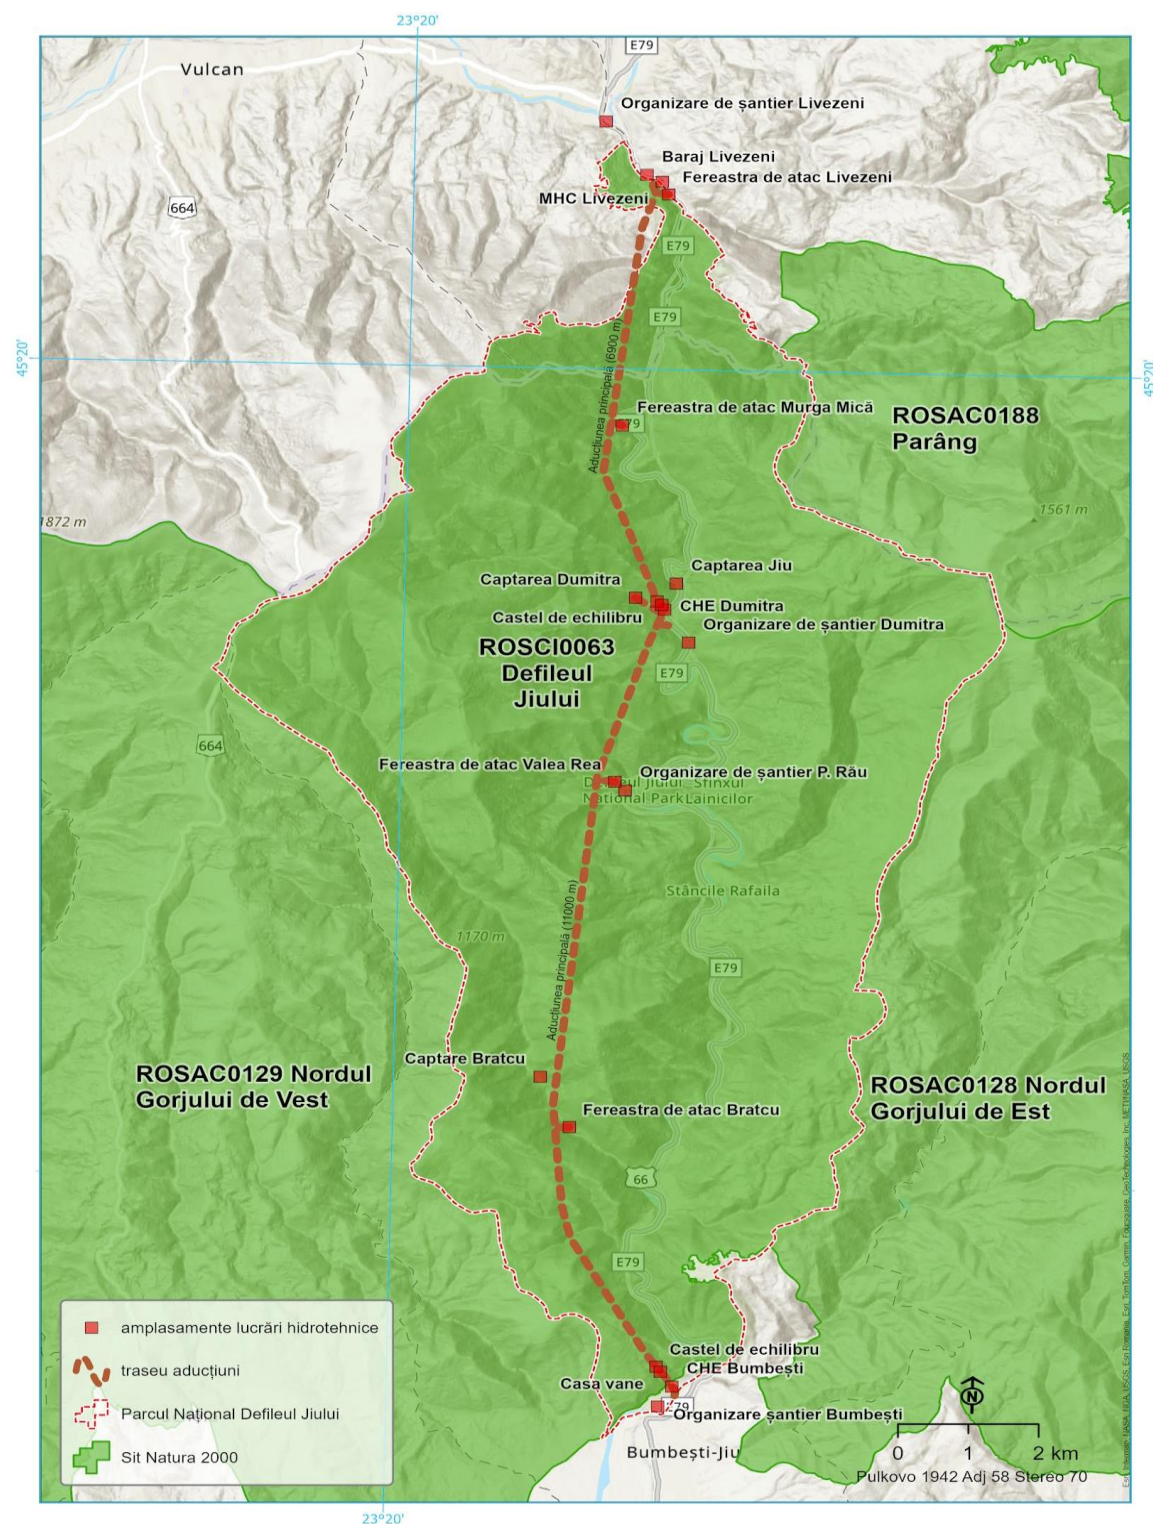 23°20'
E79
Vulcan
Organizare de șantier Livezeni
Baraj Livezeni
Fereastra de atac Livezeni
MHC Livezeni
664
E79
E79
45°20'
45°20'
Aducțiunea principală (6900 m)
Fereastra de atac Murga Mică
E79
ROSAC0188
Parâng
1872 m
1561 m
Captarea Jiu
Captarea Dumitra
CHE Dumitra
Castel de echilibru
Organizare de șantier Dumitra
ROSCI0063
Defileul
Jiului
E79
664
Fereastra de atac Valea Rea
Organizare de șantier P. Rău
Defileul Jiului
National Park
Sfinxul
Lainicilor
Stâncile Rafaila
Aducțiunea principală (11000 m)
1170 m
E79
Captare Bratcu
ROSAC0129 Nordul
Gorjului de Vest
ROSAC0128 Nordul
Gorjului de Est
Fereastra de atac Bratcu
66
E79
Castel de echilibru
CHE Bumbești
Casa vane
E79
Organizare șantier Bumbești
Bumbești-Jiu
amplasamente lucrări hidrotehnice
traseu aducțiuni
Parcul Național Defileul Jiului
Sit Natura 2000
N
0 1 2 km
Pulkovo 1942 Adj 58 Stereo 70
23°20'